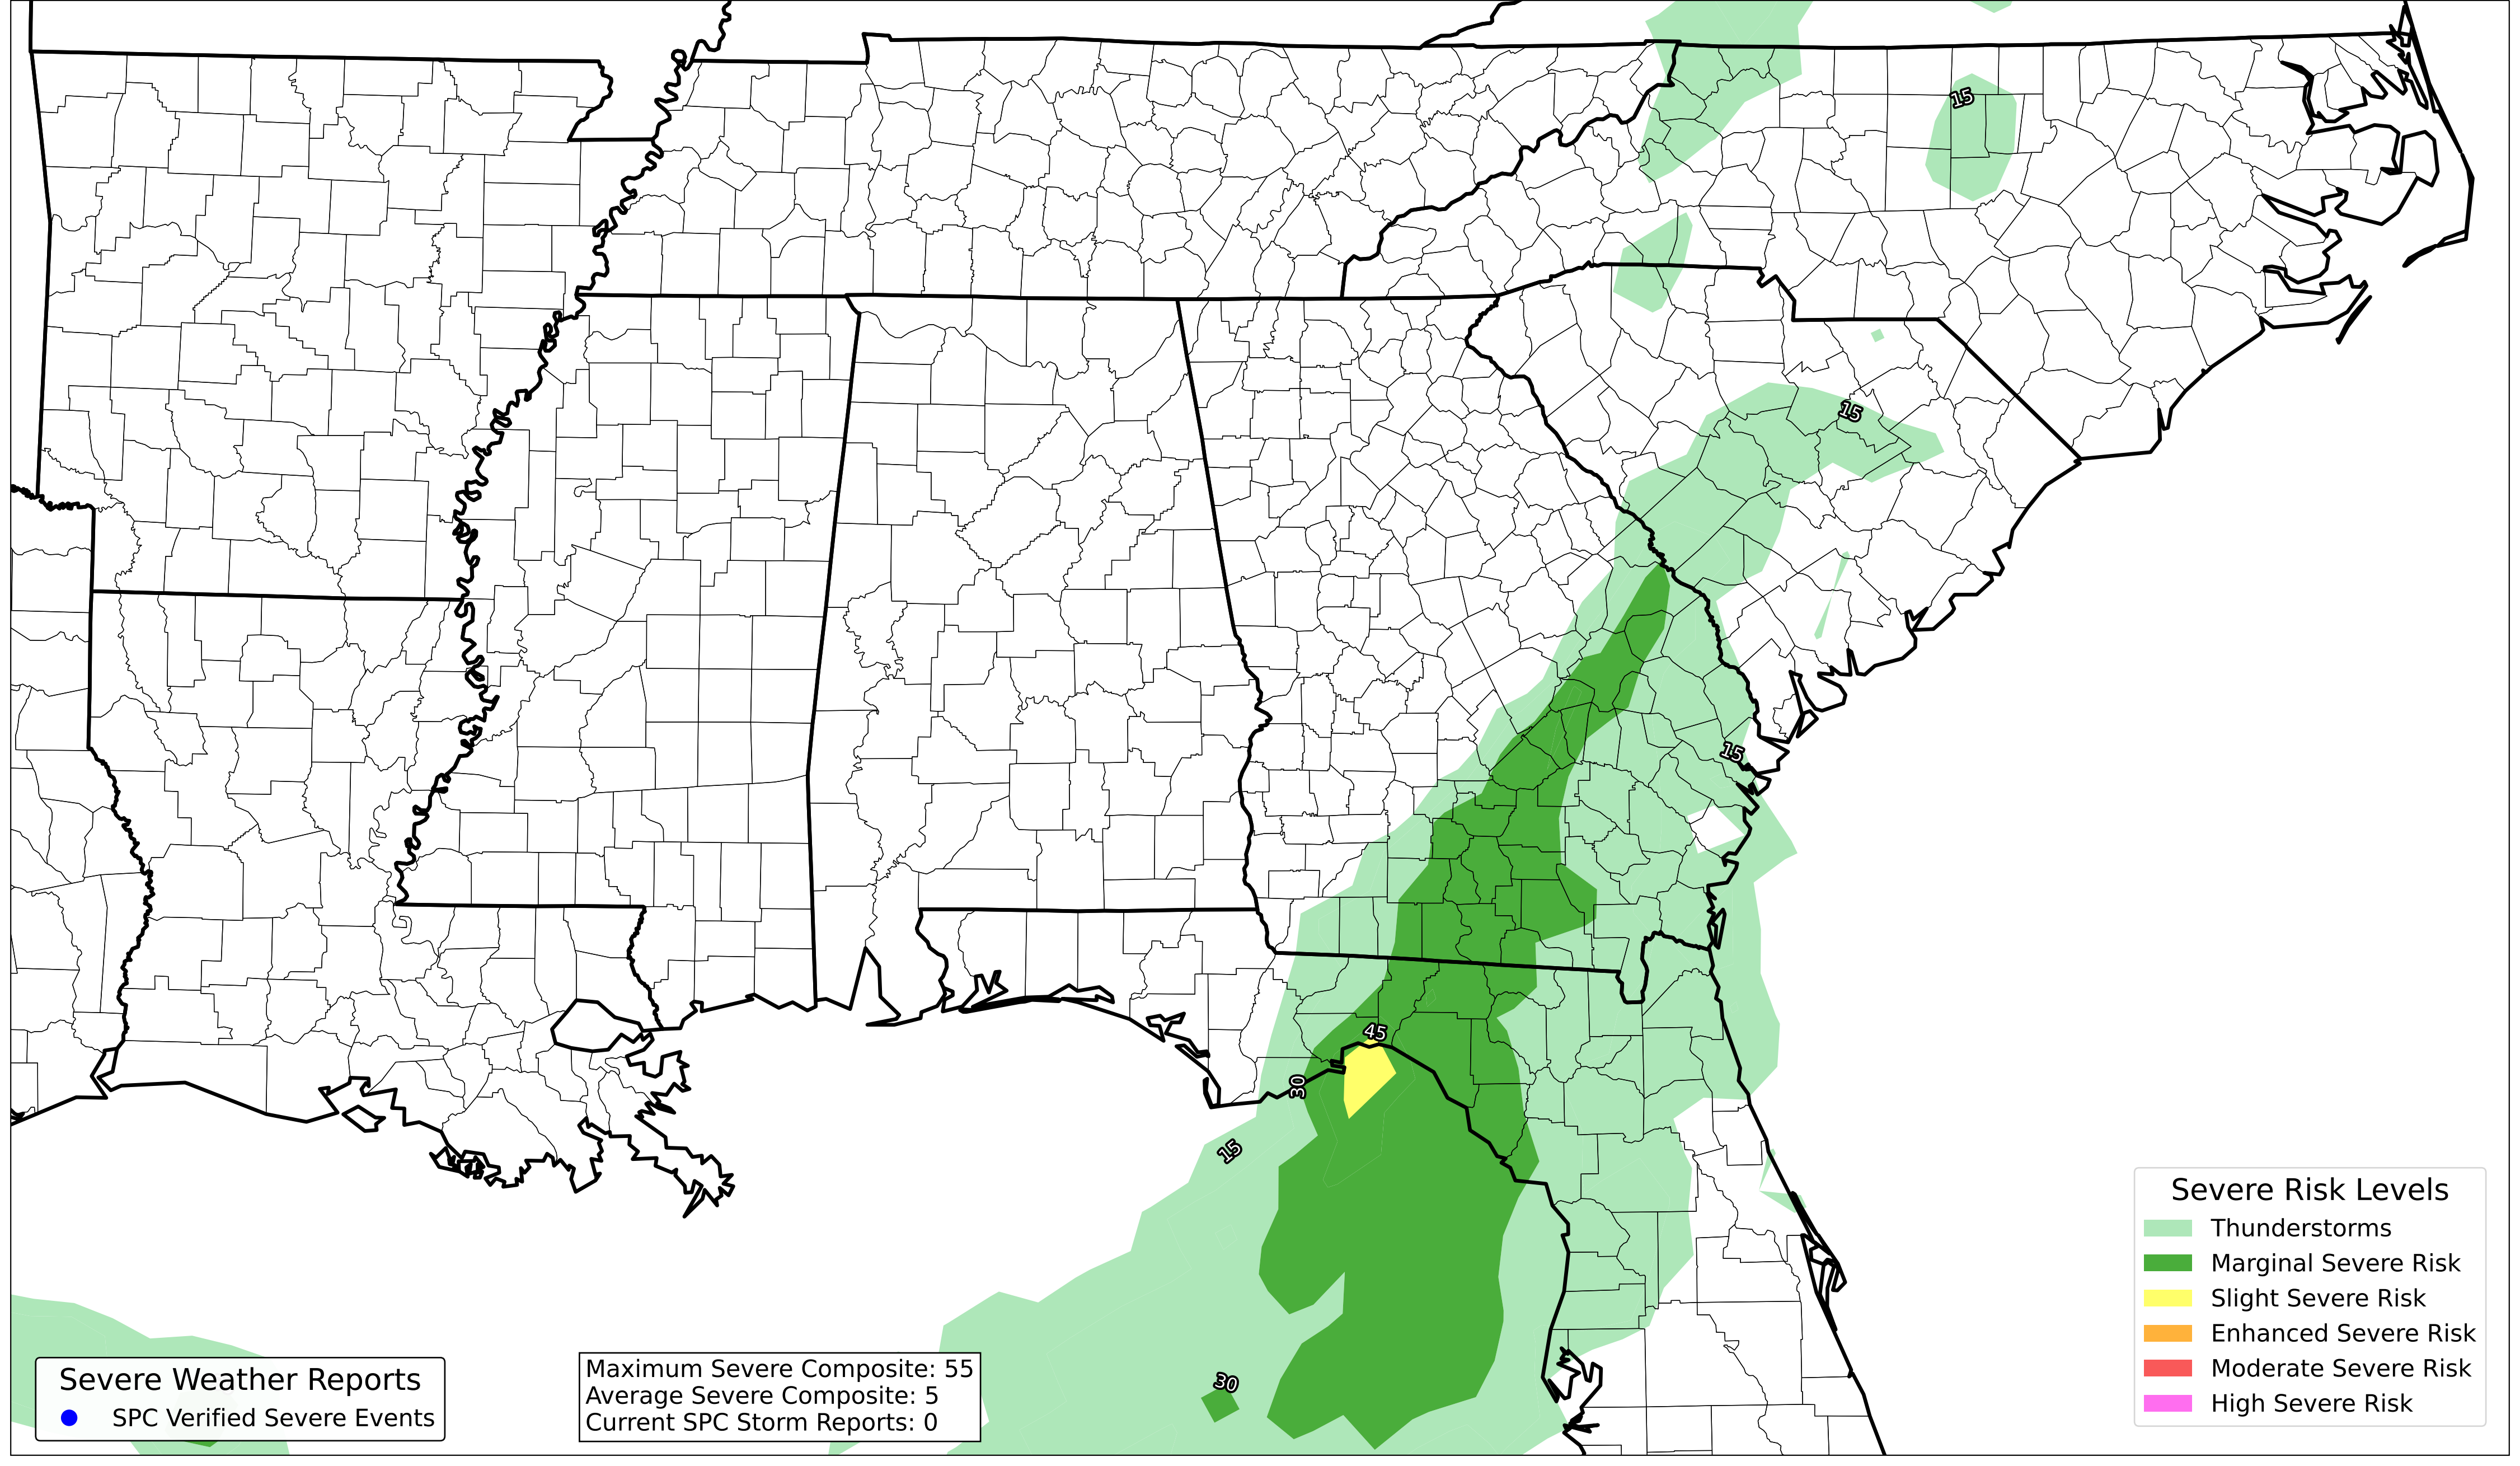 15
15
15
45
30
15
30
Severe Risk Levels
Thunderstorms
Marginal Severe Risk
Slight Severe Risk
Enhanced Severe Risk
Moderate Severe Risk
High Severe Risk
Severe Weather Reports
SPC Verified Severe Events
Maximum Severe Composite: 55
Average Severe Composite: 5
Current SPC Storm Reports: 0